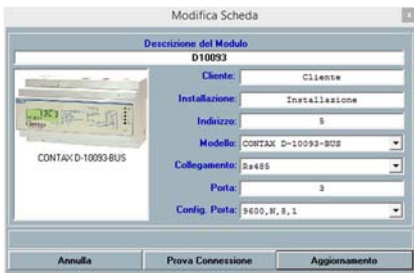 Modifica Scheda
x
Descrizione del Modulo
D10093
Cliente: Cliente
Installazione: Installazione
Indirizzo: 5
Modello: CONTAX D-10093-BUS
CONTAX D-10093-BUS
Collegamento: Rs485
Porta: 3
Config. Porta: 9600,N,8,1
Annulla Prova Connessione Aggiornamento